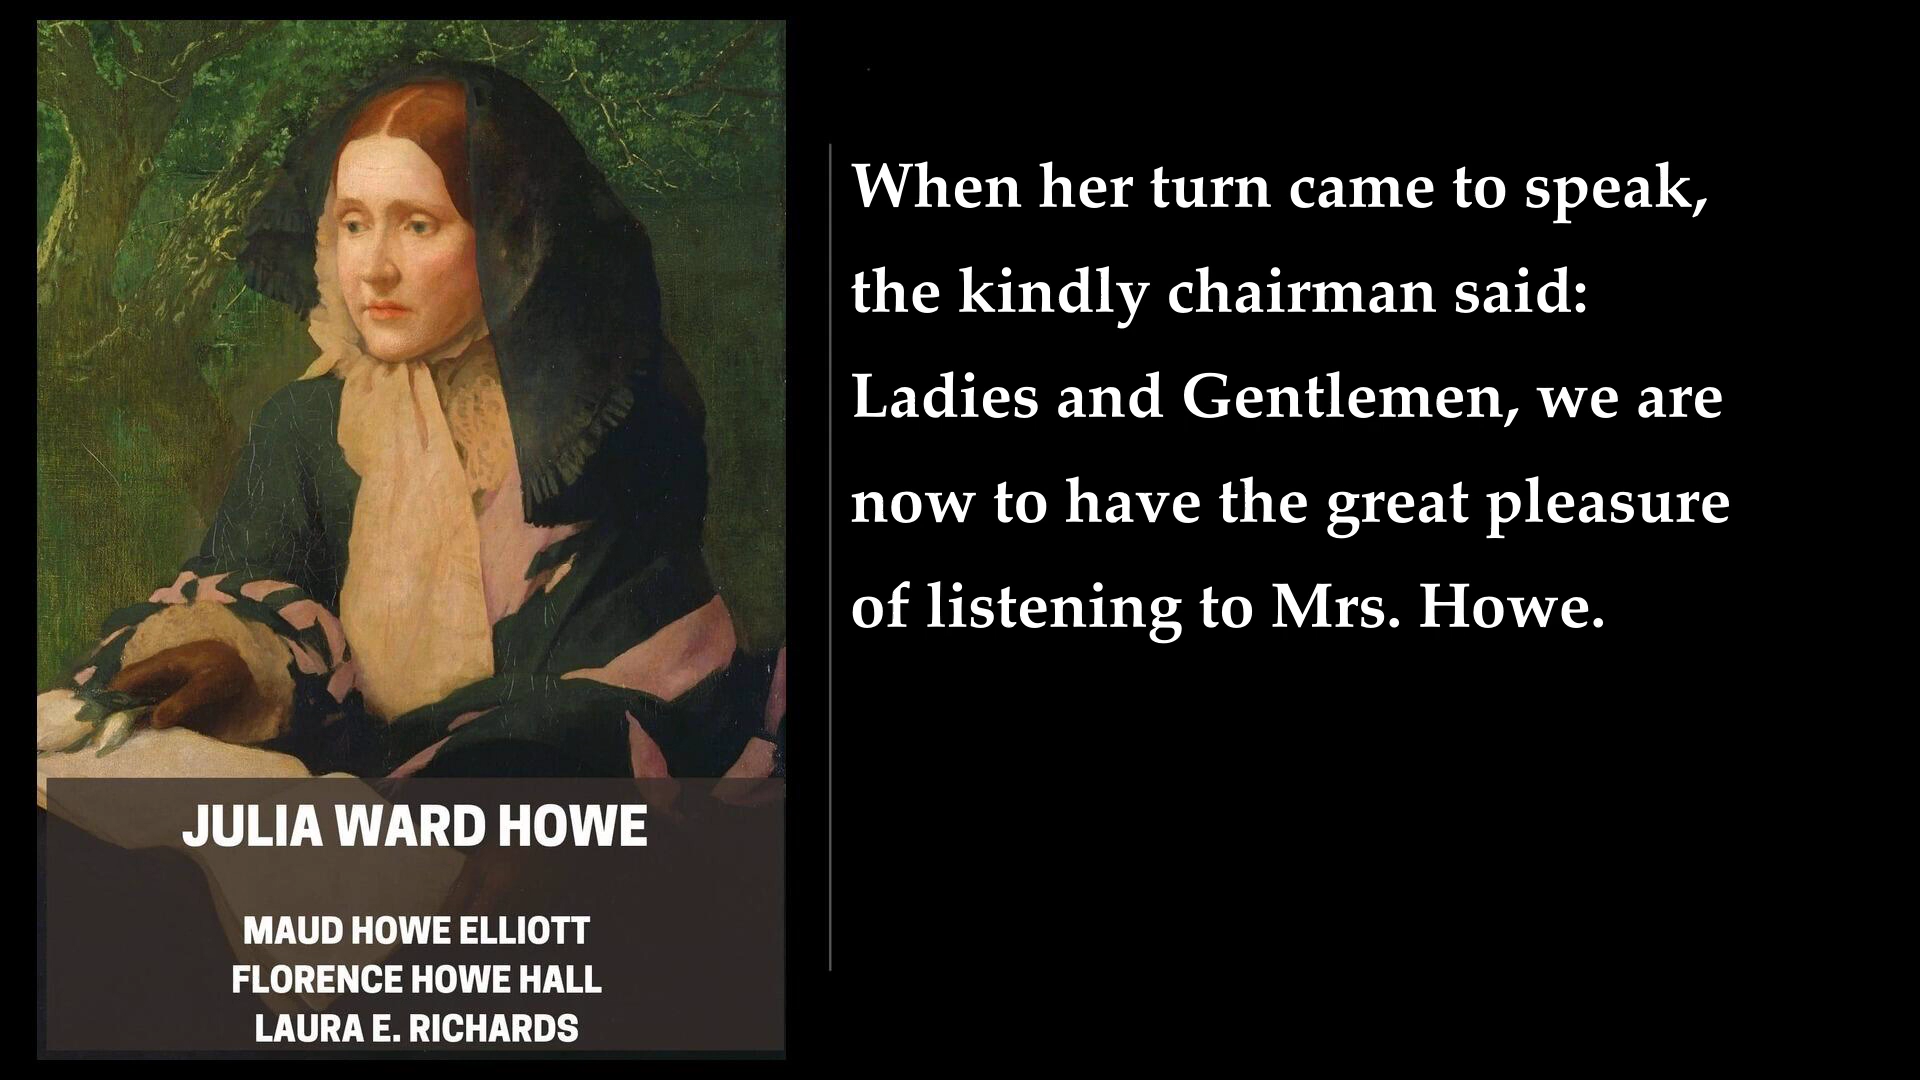 JULIA WARD HOWE
MAUD HOWE ELLIOTT
FLORENCE HOWE HALL
LAURA E. RICHARDS
When her turn came to speak,
the kindly chairman said:
Ladies and Gentlemen, we are
now to have the great pleasure
of listening to Mrs. Howe.